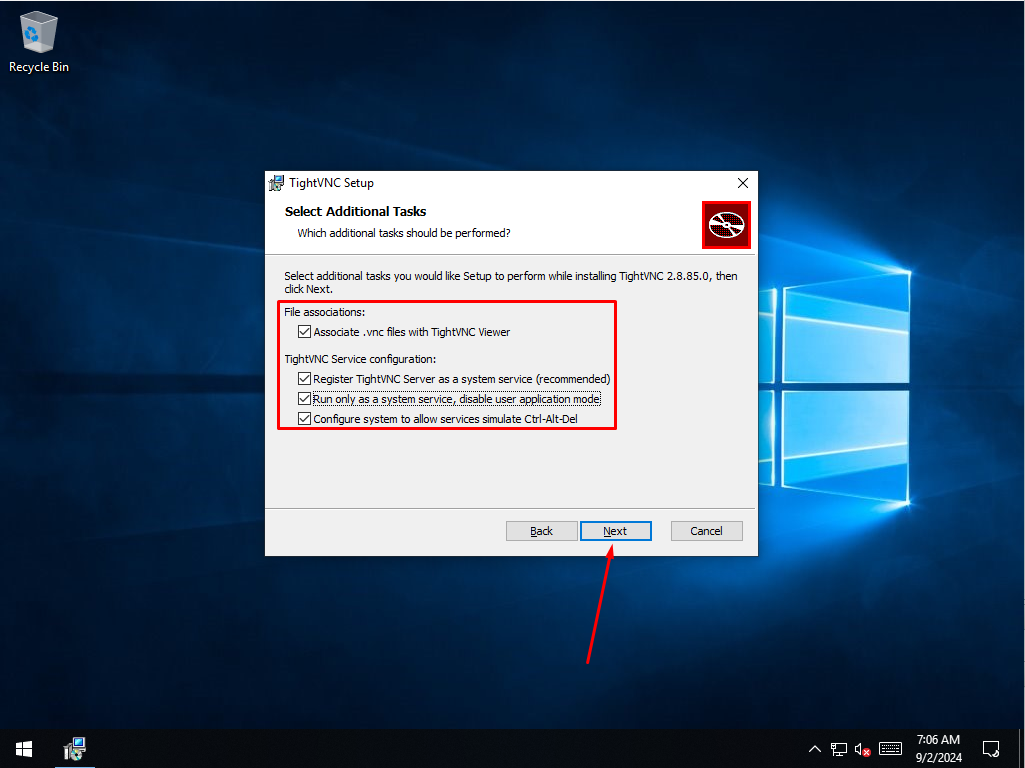 Recycle Bin
TightVNC Setup
Select Additional Tasks
Which additional tasks should be performed?
Select additional tasks you would like Setup to perform while installing TightVNC 2.8.85.0, then
click Next.
File associations:
Associate .vnc files with TightVNC Viewer
TightVNC Service configuration:
Register TightVNC Server as a system service (recommended)
Run only as a system service, disable user application mode
Configure system to allow services simulate Ctrl-Alt-Del
Back
Next
Cancel
7:06 AM
9/2/2024